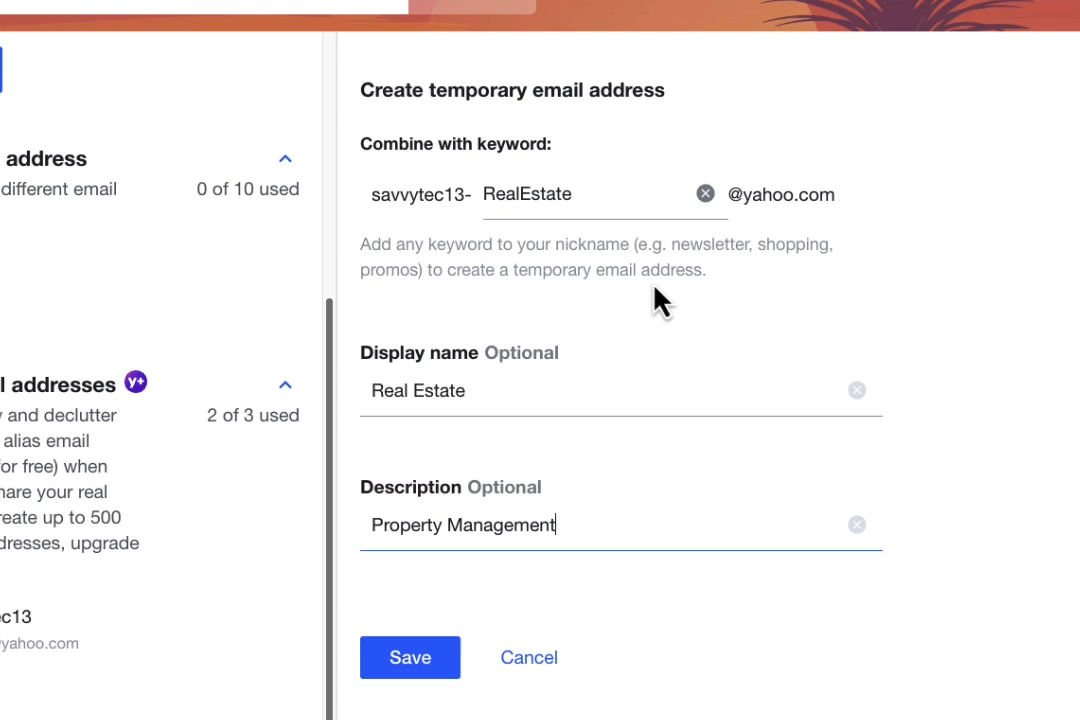 address
different email
0 of 10 used
l addresses y+
y and declutter
2 of 3 used
alias email
for free) when
hare your real
reate up to 500
dresses, upgrade
ec13
@yahoo.com
Create temporary email address
Combine with keyword:
savvytec13- RealEstate @yahoo.com
Add any keyword to your nickname (e.g. newsletter, shopping,
promos) to create a temporary email address.
Display name Optional
Real Estate
Description Optional
Property Management
Save Cancel